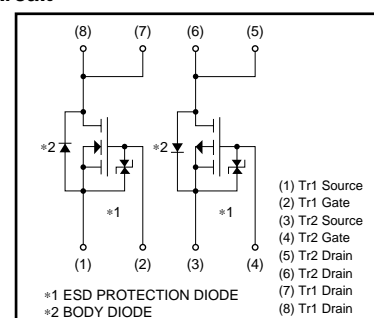 (8) (7) (6) (5)
∗2 ∗2
∗1 ∗1
(1) (2) (3) (4)
(1) Tr1 Source
(2) Tr1 Gate
(3) Tr2 Source
(4) Tr2 Gate
(5) Tr2 Drain
(6) Tr2 Drain
(7) Tr1 Drain
(8) Tr1 Drain
∗1 ESD PROTECTION DIODE
∗2 BODY DIODE